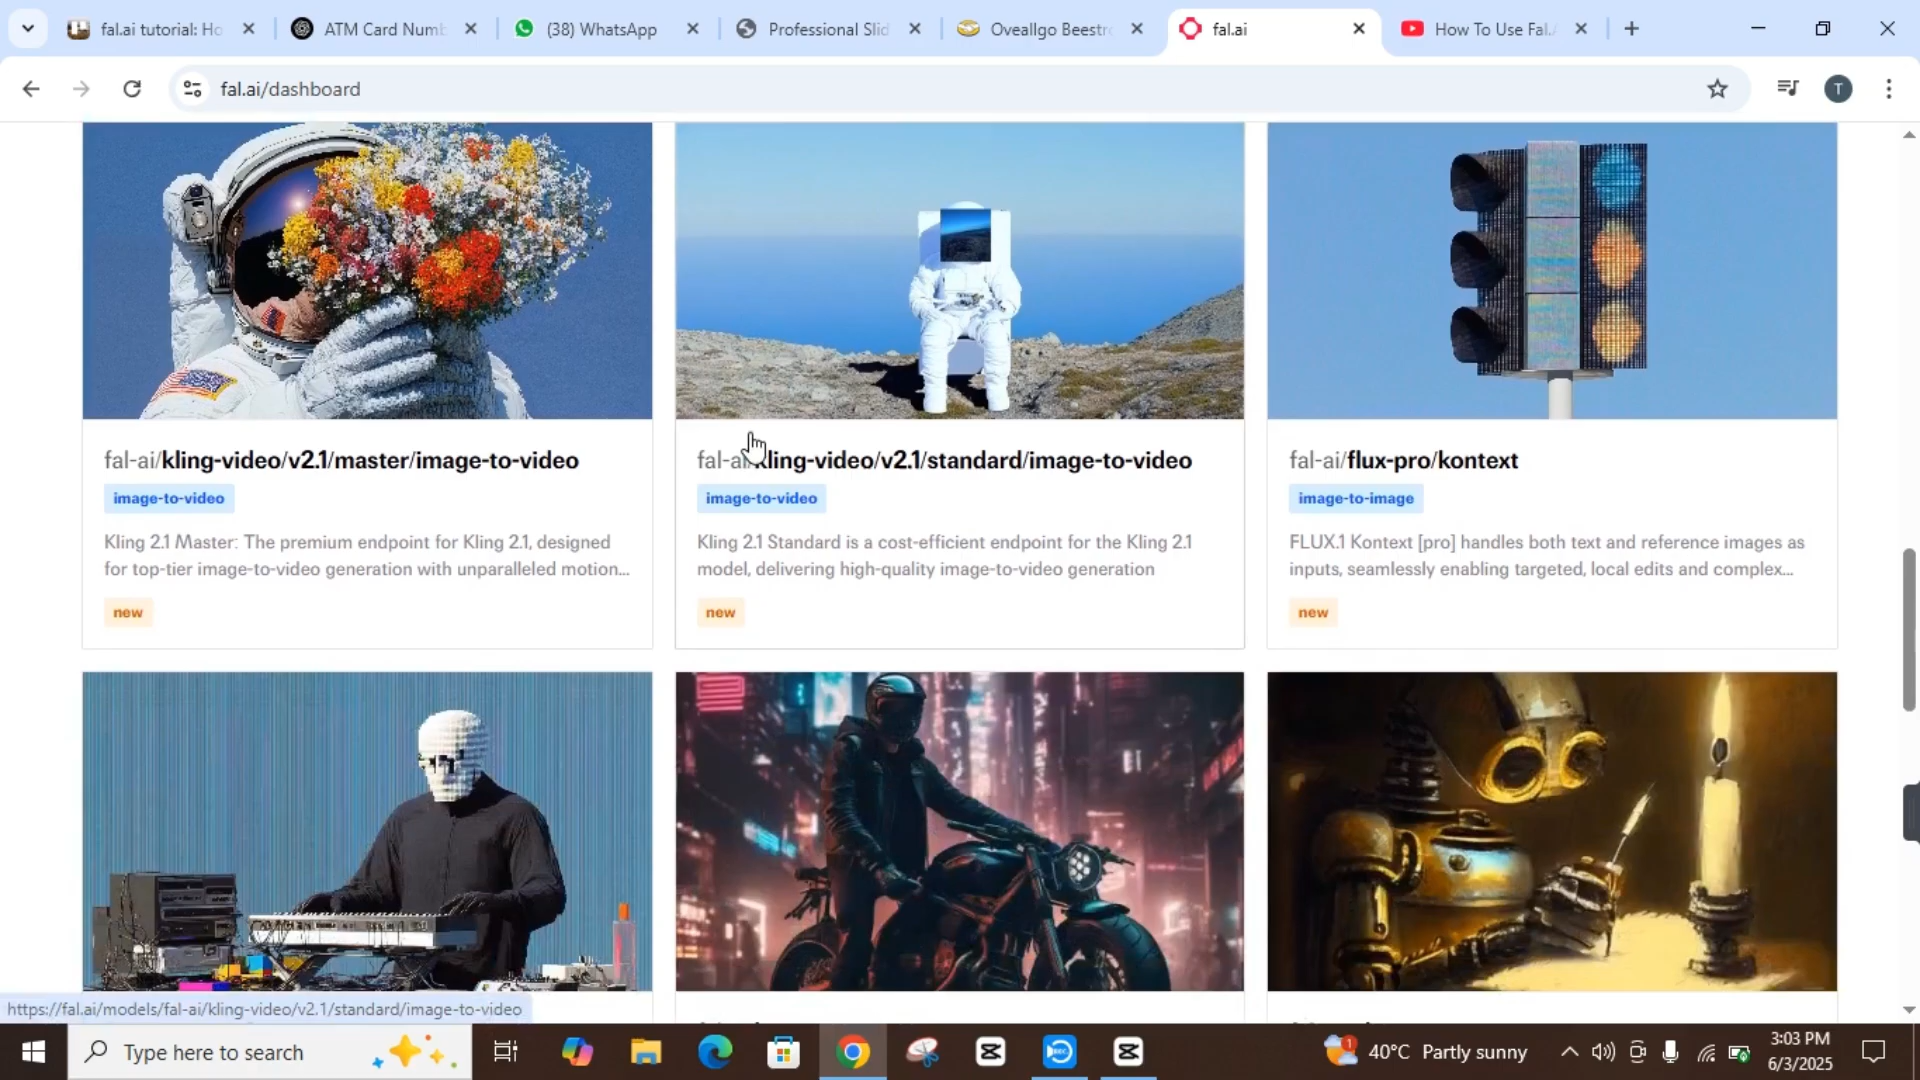 fal.ai tutorial: Ho
ATM Card Numb
(38) WhatsApp
Professional Slid
Oveallgo Beestro
fal.ai
How To Use Fal.A
fal.ai/dashboard
T
fal-ai/kling-video/v2.1/master/image-to-video
image-to-video
Kling 2.1 Master: The premium endpoint for Kling 2.1, designed
for top-tier image-to-video generation with unparalleled motion...
new
fal-ai/kling-video/v2.1/standard/image-to-video
image-to-video
Kling 2.1 Standard is a cost-efficient endpoint for the Kling 2.1
model, delivering high-quality image-to-video generation
new
fal-ai/flux-pro/kontext
image-to-image
FLUX.1 Kontext [pro] handles both text and reference images as
inputs, seamlessly enabling targeted, local edits and complex...
new
https://fal.ai/models/fal-ai/kling-video/v2.1/standard/image-to-video
Type here to search
REC
1
40°C Partly sunny
3:03 PM
6/3/2025